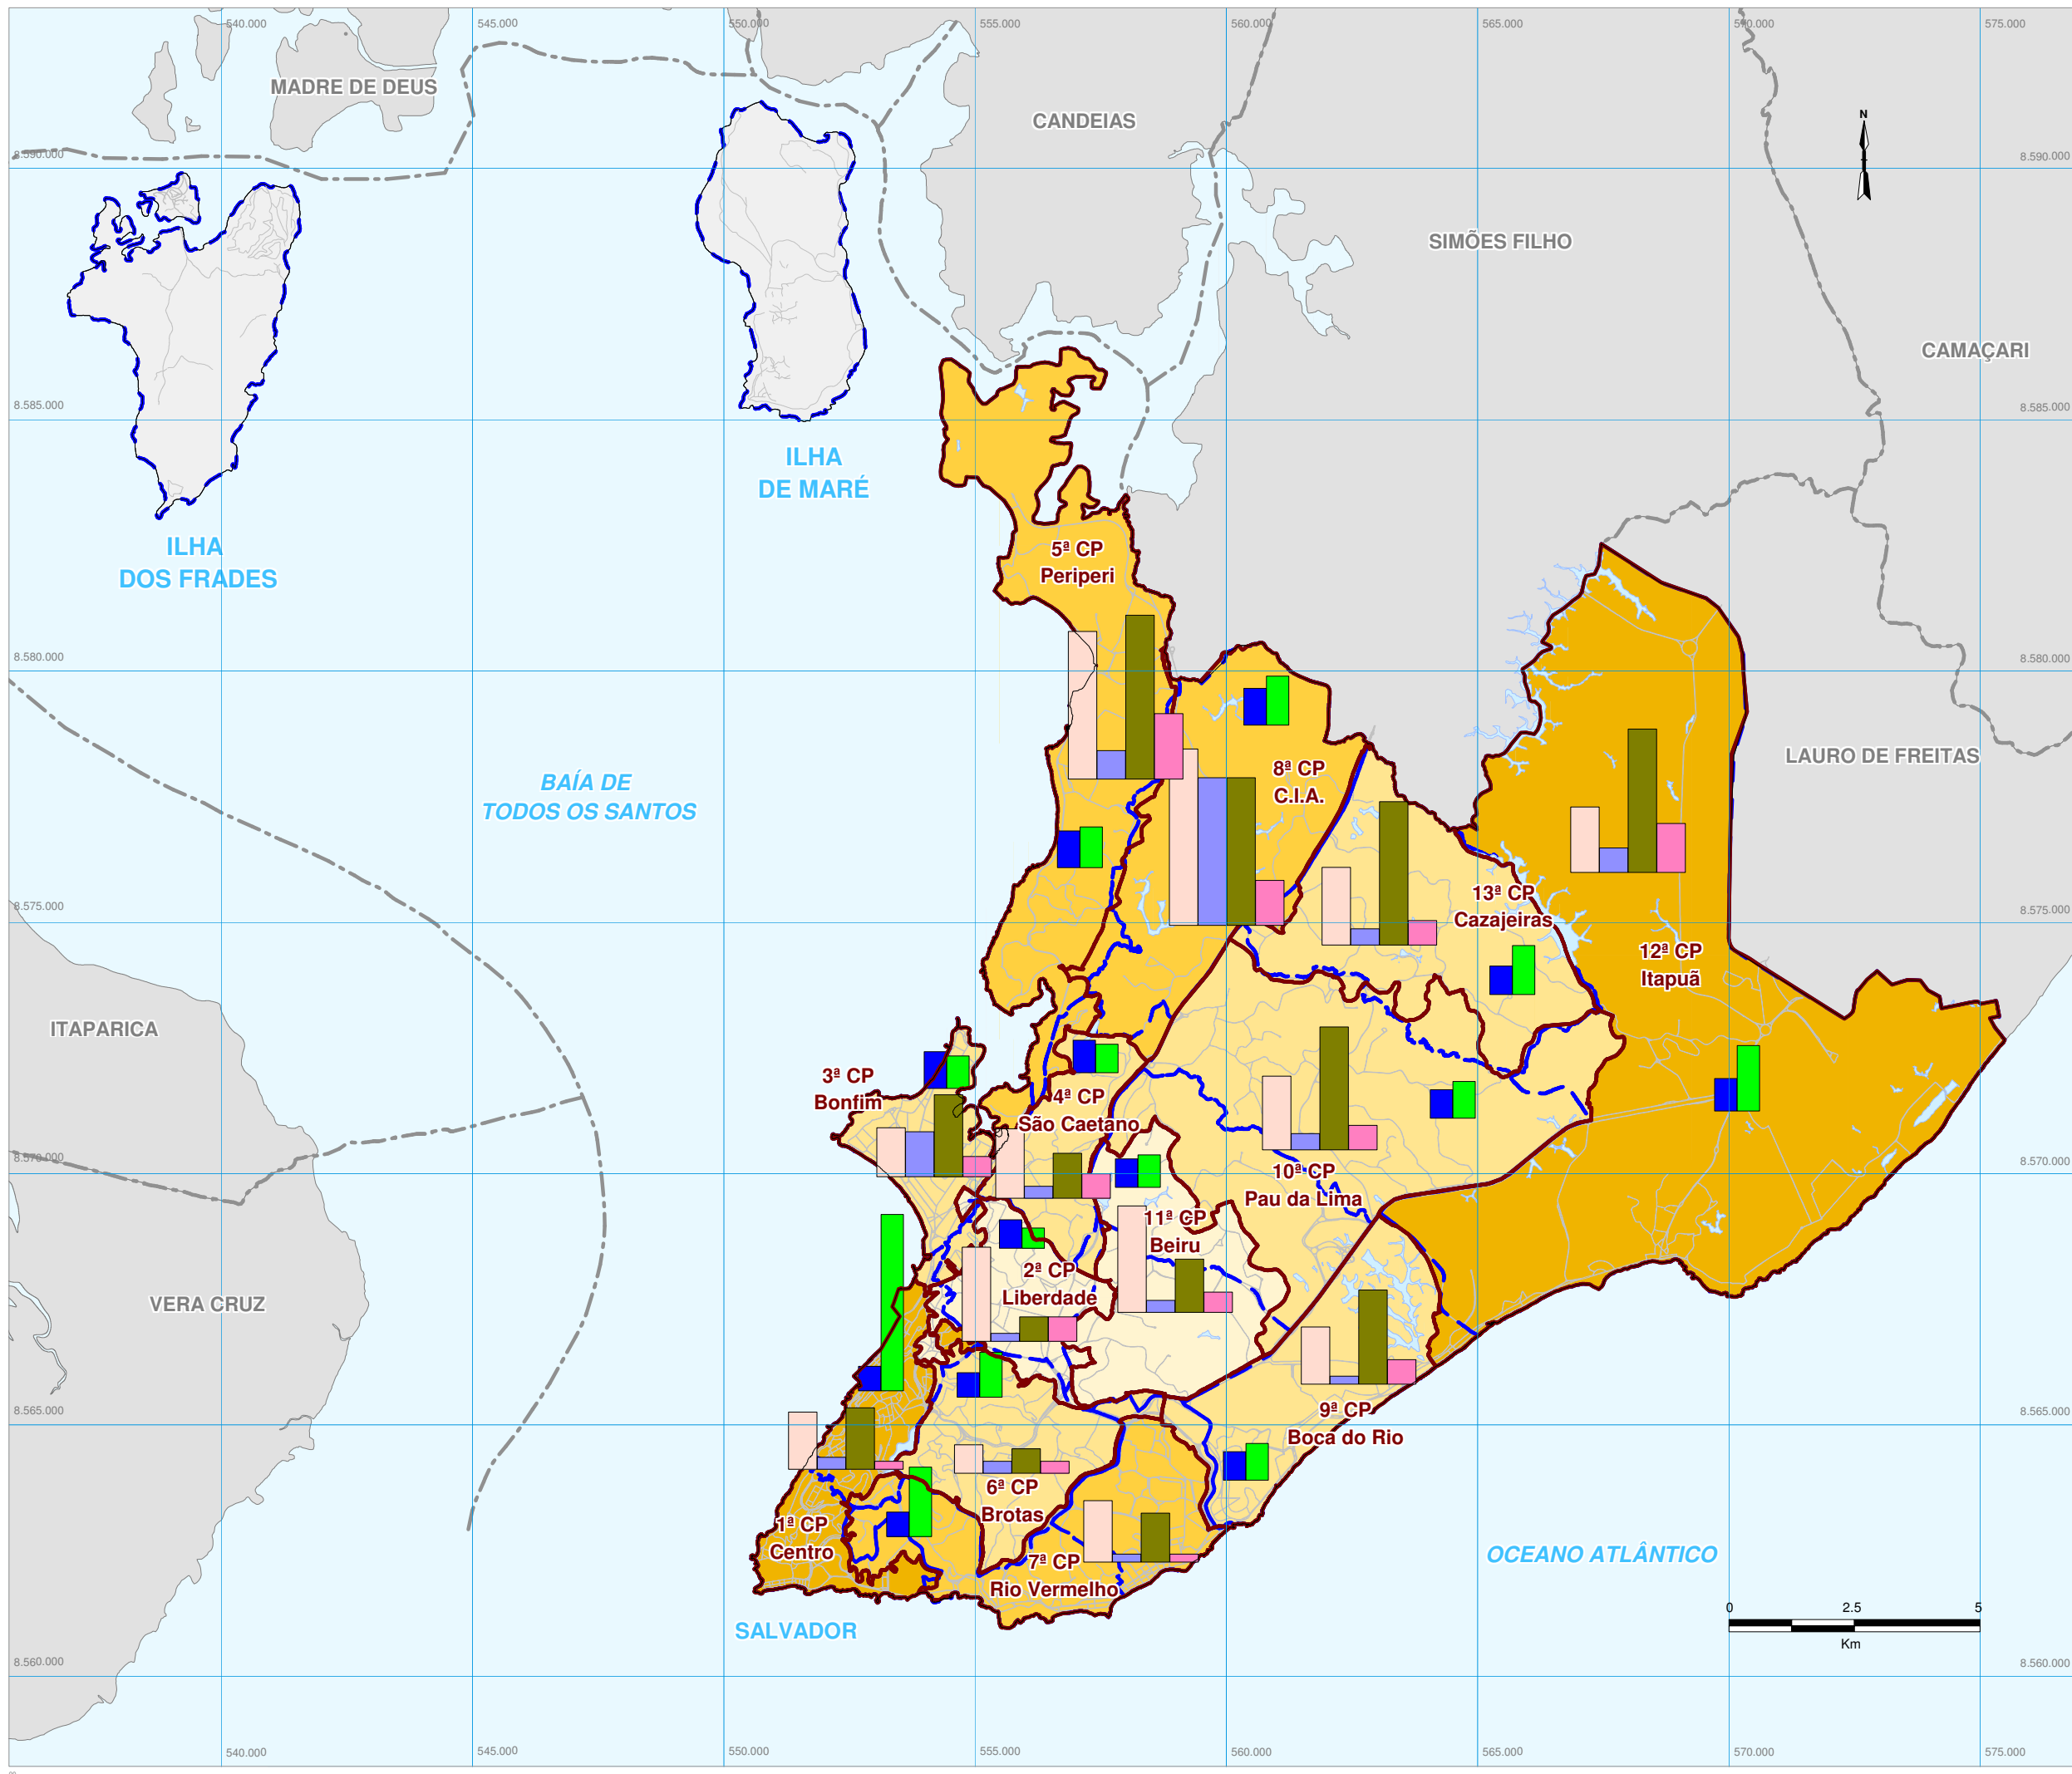 540.000
545.000
550.000
555.000
560.000
565.000
570.000
575.000
MADRE DE DEUS
CANDEIAS
N
8.590.000
8.590.000
SIMÕES FILHO
CAMAÇARI
8.585.000
8.585.000
ILHA
DE MARÉ
ILHA
DOS FRADES
5ª CP
Periperi
8.580.000
8.580.000
LAURO DE FREITAS
BAÍA DE
TODOS OS SANTOS
8ª CP
C.I.A.
13ª CP
Cazajeiras
8.575.000
8.575.000
12ª CP
Itapuã
ITAPARICA
3ª CP
Bonfim
4ª CP
São Caetano
8.570.000
8.570.000
10ª CP
Pau da Lima
11ª CP
Beiru
2ª CP
Liberdade
VERA CRUZ
8.565.000
8.565.000
9ª CP
Boca do Rio
6ª CP
Brotas
1ª CP
Centro
7ª CP
Rio Vermelho
OCEANO ATLÂNTICO
SALVADOR
0 2.5 5
Km
8.560.000
8.560.000
540.000
545.000
550.000
555.000
560.000
565.000
570.000
575.000